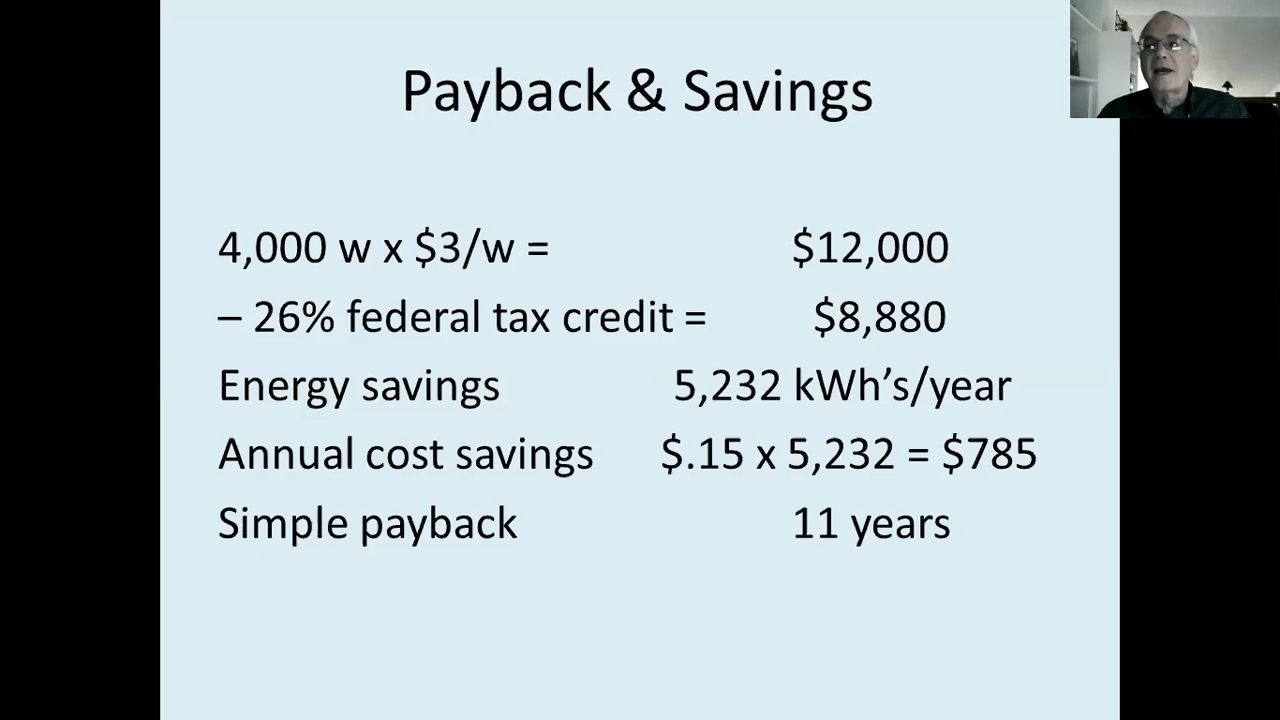 Payback & Savings
4,000 w x $3/w = $12,000
– 26% federal tax credit = $8,880
Energy savings 5,232 kWh’s/year
Annual cost savings $.15 x 5,232 = $785
Simple payback 11 years